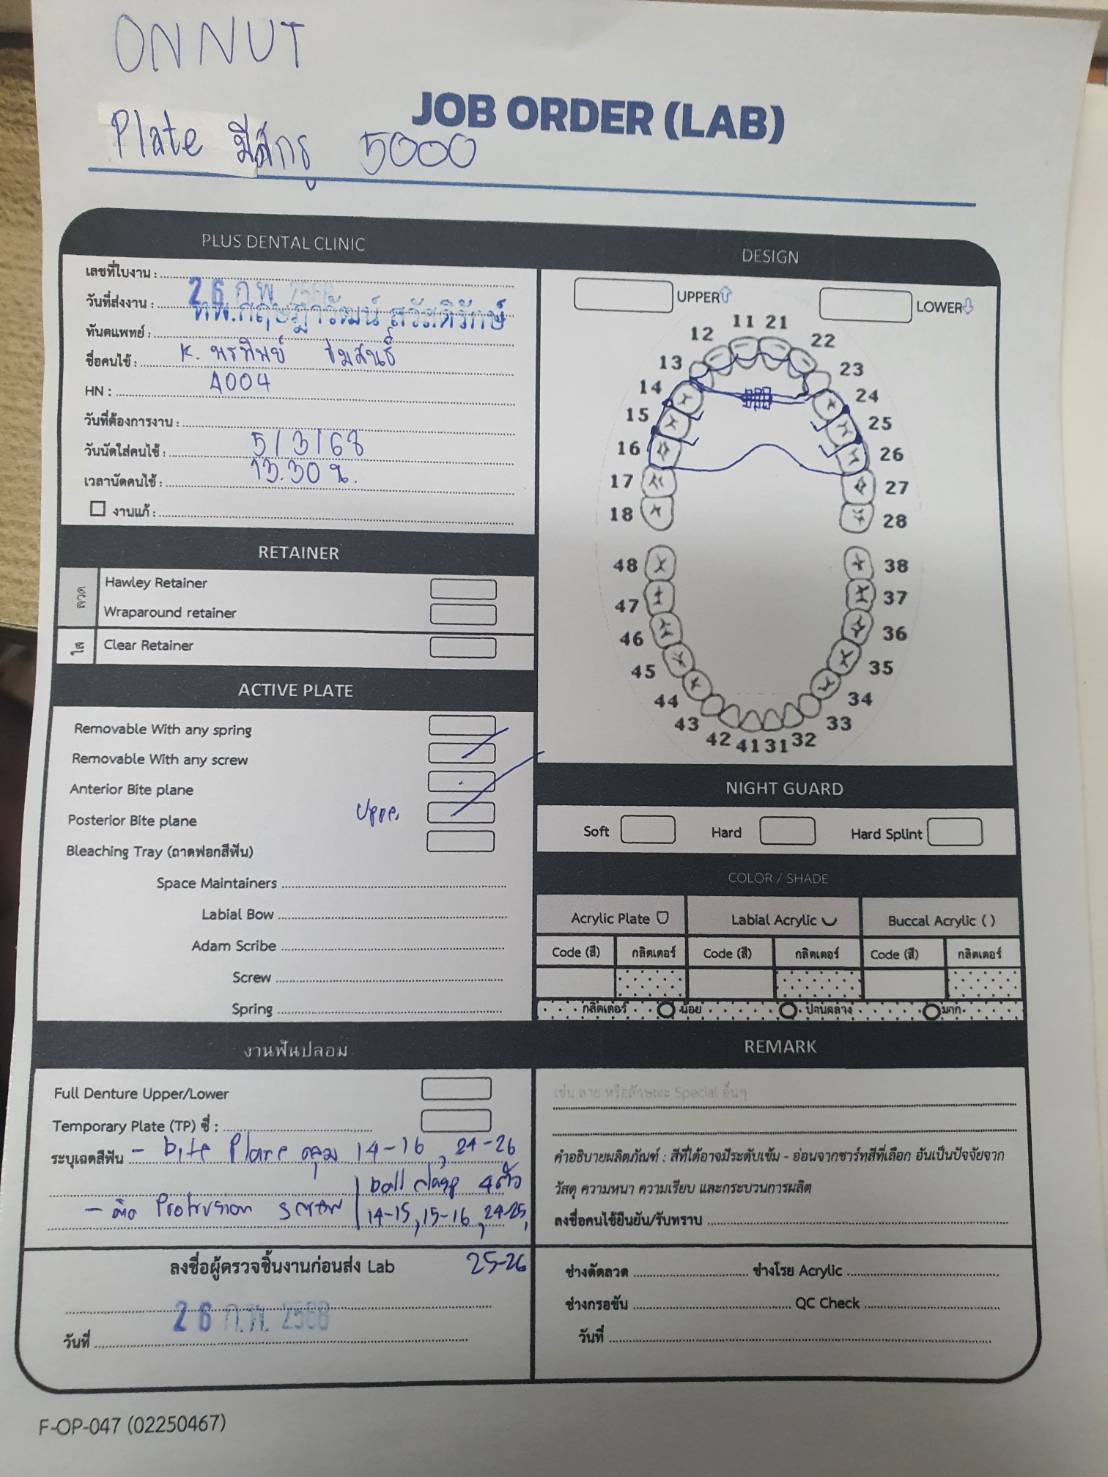 ONNUT
JOB ORDER (LAB)
Plate มีสกรู 5000
PLUS DENTAL CLINIC
เลขที่ใบงาน :
วันที่ส่งงาน : 26 ก.พ. 2568
ทันตแพทย์ : ทพ.กฤษฎาวัฒน์ สวัสดิรักษ์
ชื่อคนไข้ : K. พรทิพย์
HN : A004
วันที่ต้องการงาน :
วันนัดใส่คนไข้ : 5/3/68
เวลานัดคนไข้ : 13.30 น.
งานแก้ :
DESIGN
UPPER
LOWER
11 21
12 22
13 23
14 24
15 25
16 26
17 27
18 28
48 38
47 37
46 36
45 35
44 34
43 33
42 41 31 32
RETAINER
ลวด
Hawley Retainer
Wraparound retainer
ใส
Clear Retainer
ACTIVE PLATE
Removable With any spring
Removable With any screw
Anterior Bite plane
Posterior Bite plane Upper
Bleaching Tray (ถาดฟอกสีฟัน)
Space Maintainers
Labial Bow
Adam Scribe
Screw
Spring
NIGHT GUARD
Soft Hard Hard Splint
COLOR / SHADE
Acrylic Plate Labial Acrylic Buccal Acrylic ( )
Code (สี) กลิตเตอร์ Code (สี) กลิตเตอร์ Code (สี) กลิตเตอร์
กลิตเตอร์ น้อย ปานกลาง มาก
งานฟันปลอม
Full Denture Upper/Lower
Temporary Plate (TP) ซี่ :
ระบุเฉดสีฟัน - bite Plane คลุม 14-16, 24-26
ball clasp 4ตัว
- ติด Protrusion screw 14-15, 15-16, 24-25,
25-26
ลงชื่อผู้ตรวจชิ้นงานก่อนส่ง Lab
26 ก.พ. 2568
วันที่
REMARK
เช่น ลาย หรือลักษณะ Special อื่นๆ
คำอธิบายผลิตภัณฑ์ : สีที่ได้อาจมีระดับเข้ม - อ่อนจากชาร์ทสีที่เลือก อันเป็นปัจจัยจาก
วัสดุ ความหนา ความเรียบ และกระบวนการผลิต
ลงชื่อคนไข้ยืนยัน/รับทราบ
ช่างดัดลวด ช่างโรย Acrylic
ช่างกรอขัน QC Check
วันที่
F-OP-047 (02250467)